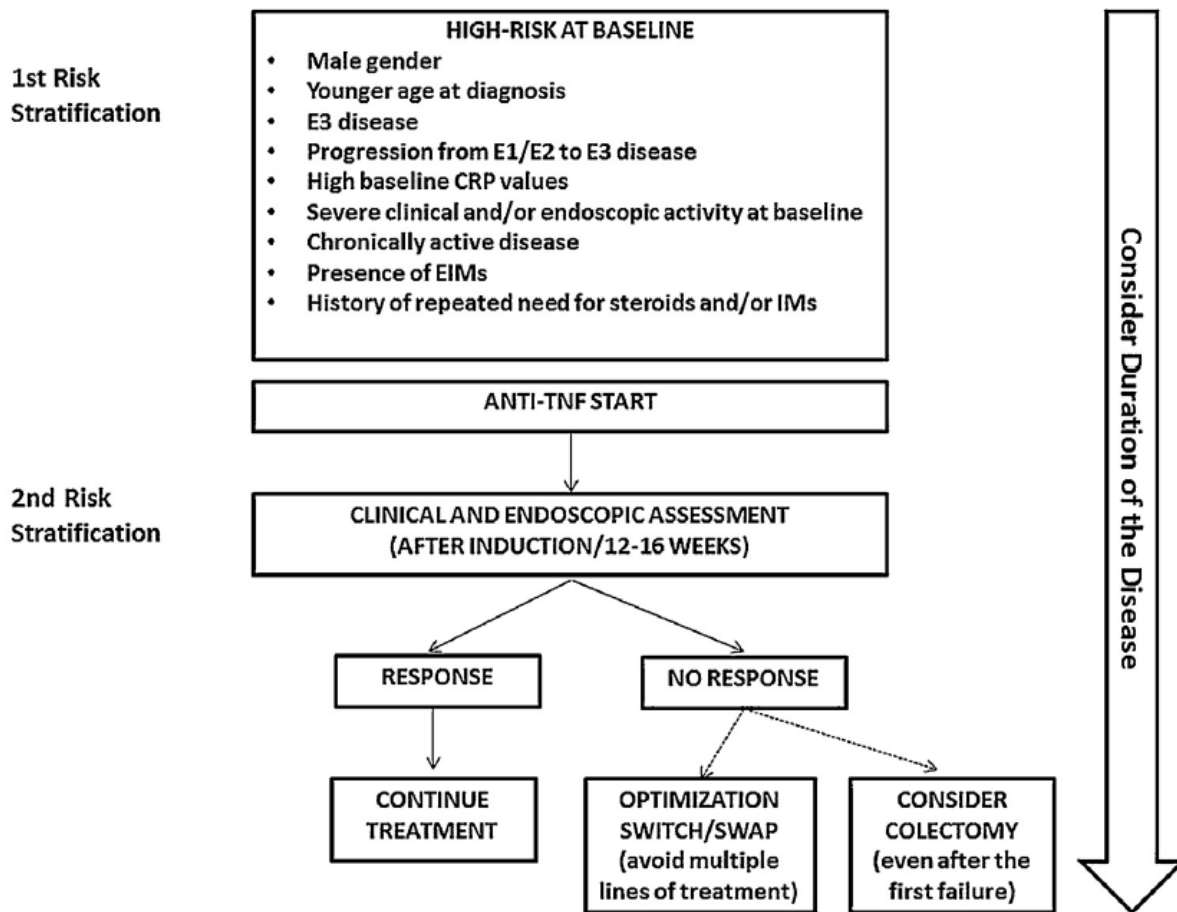 HIGH-RISK AT BASELINE
1st Risk
Stratification
• Male gender
• Younger age at diagnosis
• E3 disease
• Progression from E1/E2 to E3 disease
• High baseline CRP values
• Severe clinical and/or endoscopic activity at baseline
• Chronically active disease
• Presence of EIMs
• History of repeated need for steroids and/or IMs
ANTI-TNF START
2nd Risk
Stratification
CLINICAL AND ENDOSCOPIC ASSESSMENT
(AFTER INDUCTION/12-16 WEEKS)
RESPONSE
NO RESPONSE
CONTINUE
TREATMENT
OPTIMIZATION
SWITCH/SWAP
(avoid multiple
lines of treatment)
CONSIDER
COLECTOMY
(even after the
first failure)
Consider Duration of the Disease